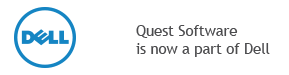 DELL
Quest Software
is now a part of Dell